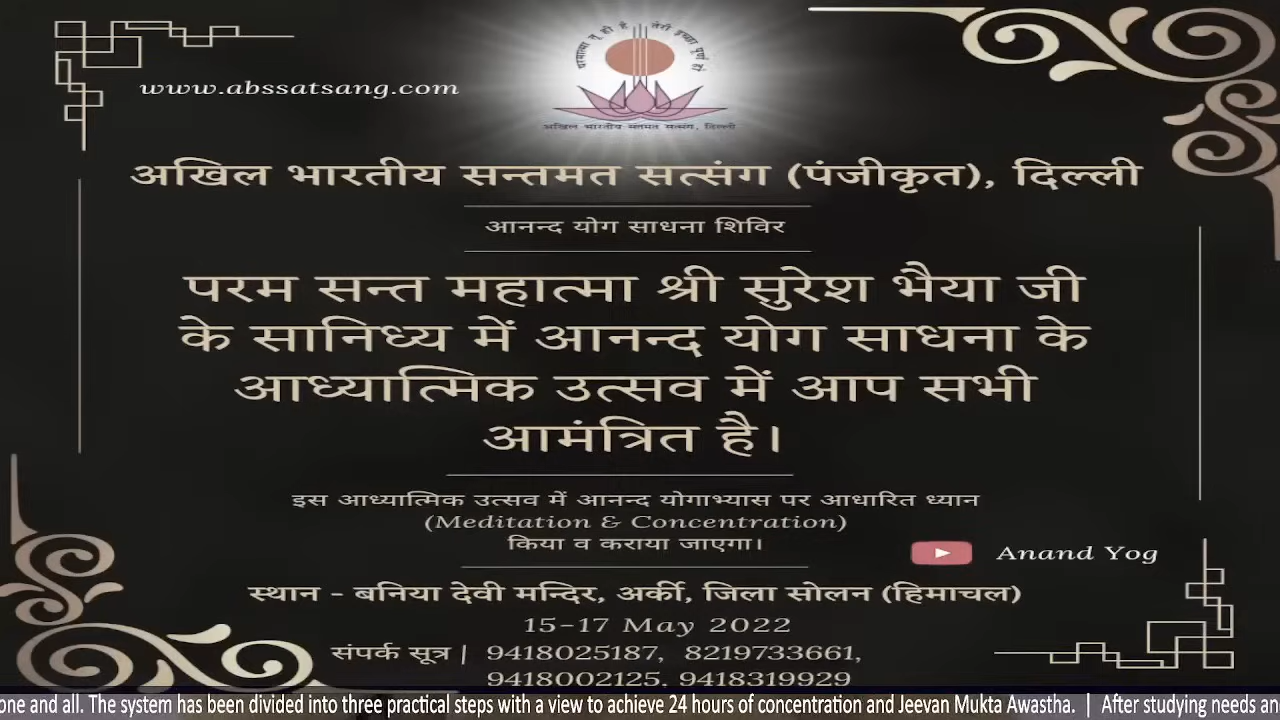 परमात्मा तू ही है तेरी इच्छा पूर्ण हो
www.abssatsang.com
अखिल भारतीय सन्तमत सत्संग, दिल्ली
अखिल भारतीय सन्तमत सत्संग (पंजीकृत), दिल्ली
आनन्द योग साधना शिविर
परम सन्त महात्मा श्री सुरेश भैया जी
के सानिध्य में आनन्द योग साधना के
आध्यात्मिक उत्सव में आप सभी
आमंत्रित है।
इस आध्यात्मिक उत्सव में आनन्द योगाभ्यास पर आधारित ध्यान
(Meditation & Concentration)
किया व कराया जाएगा।
Anand Yog
स्थान - बनिया देवी मन्दिर, अर्की, जिला सोलन (हिमाचल)
15-17 May 2022
संपर्क सूत्र | 9418025187, 8219733661,
9418002125, 9418319929
one and all. The system has been divided into three practical steps with a view to achieve 24 hours of concentration and Jeevan Mukta Awastha. | After studying needs an